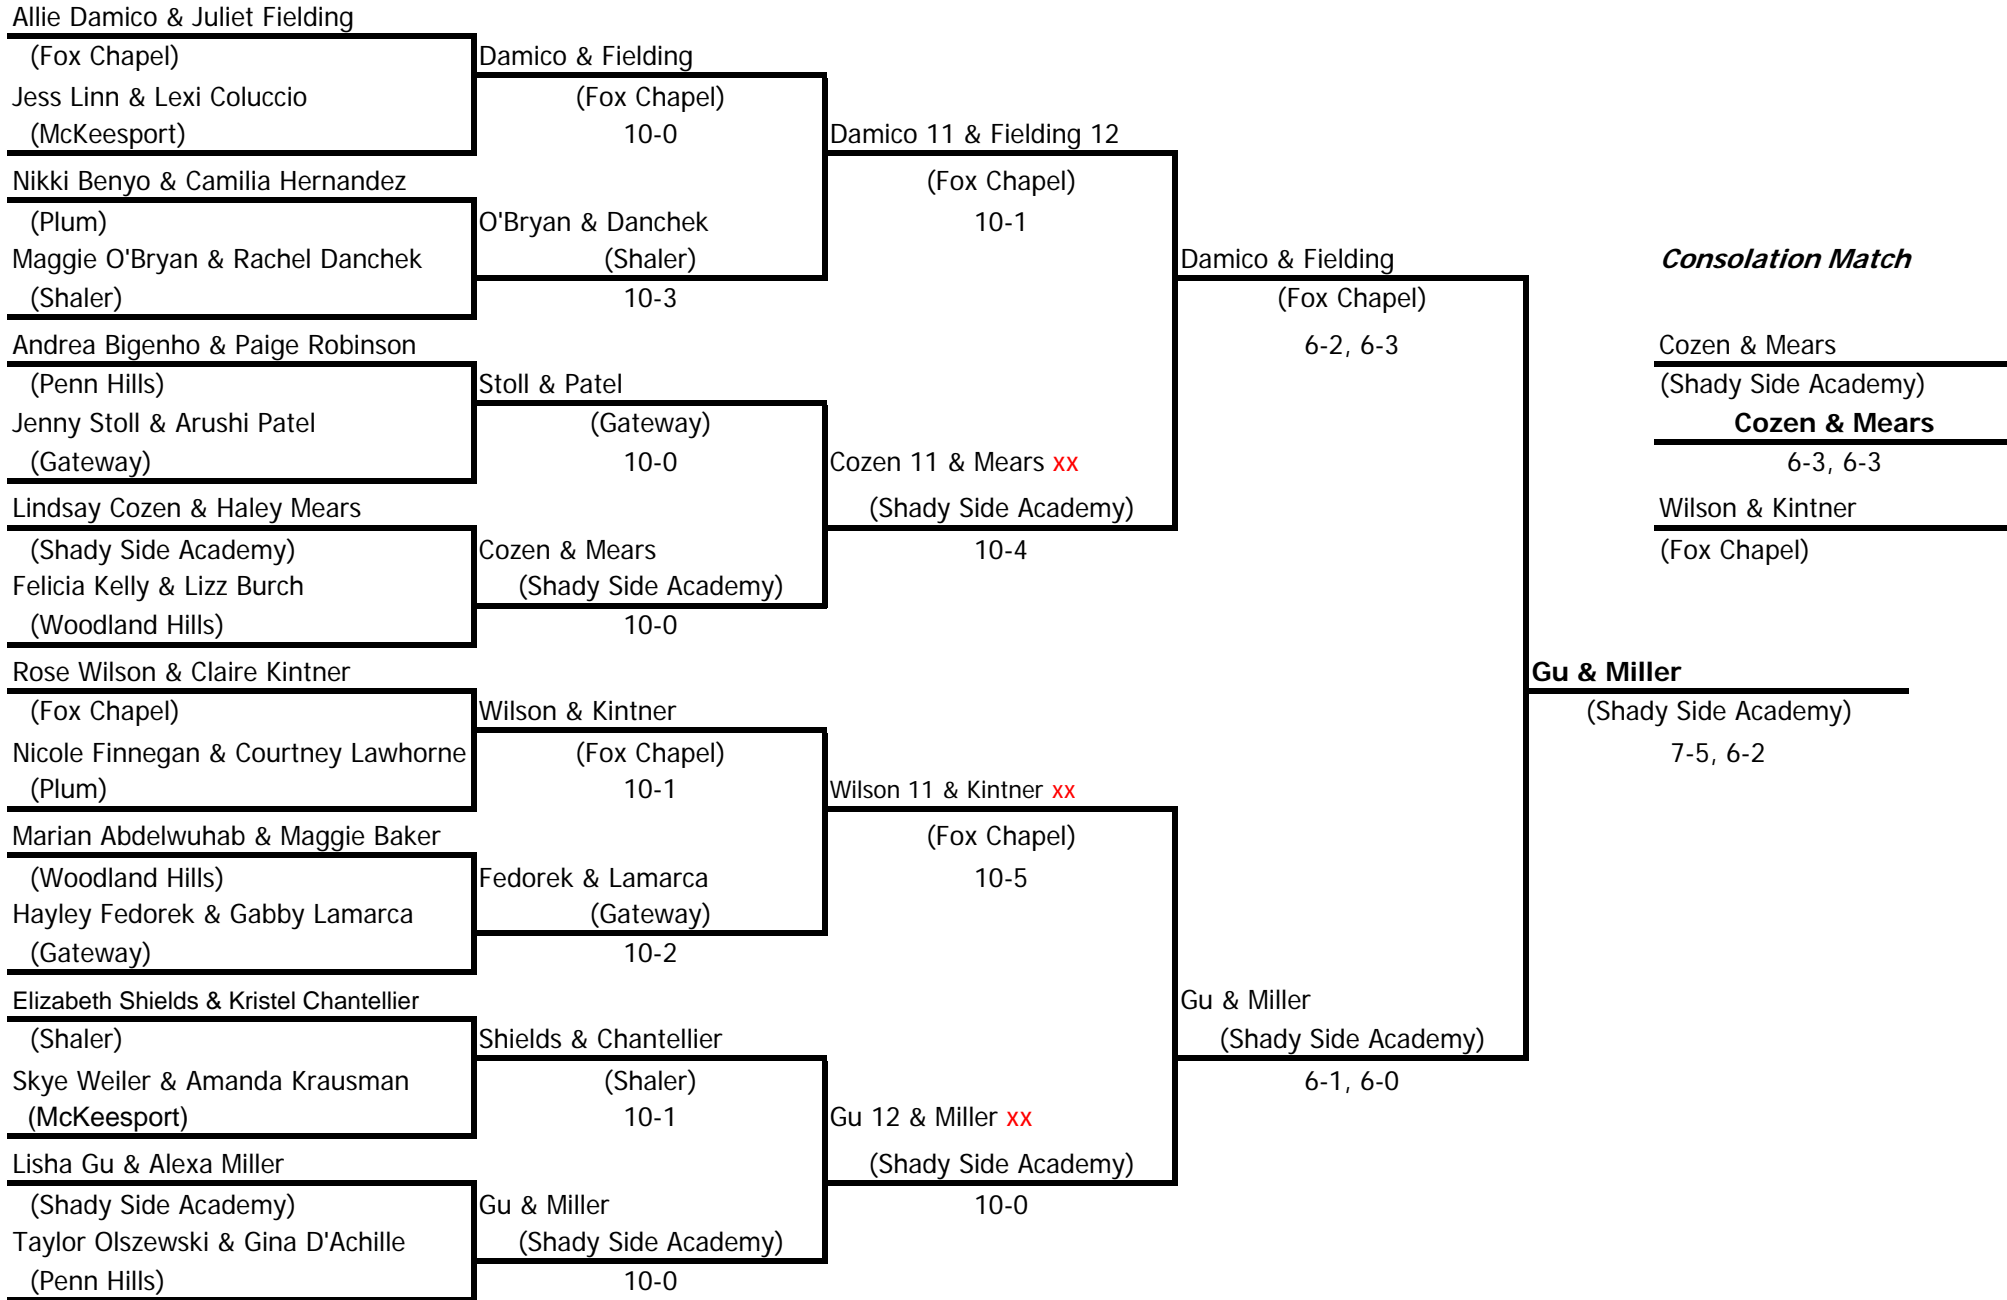 Allie Damico & Juliet Fielding
(Fox Chapel)
Jess Linn & Lexi Coluccio
(McKeesport)
Nikki Benyo & Camilia Hernandez
(Plum)
Maggie O'Bryan & Rachel Danchek
(Shaler)
Andrea Bigenho & Paige Robinson
(Penn Hills)
Jenny Stoll & Arushi Patel
(Gateway)
Lindsay Cozen & Haley Mears
(Shady Side Academy)
Felicia Kelly & Lizz Burch
(Woodland Hills)
Rose Wilson & Claire Kintner
(Fox Chapel)
Nicole Finnegan & Courtney Lawhorne
(Plum)
Marian Abdelwuhab & Maggie Baker
(Woodland Hills)
Hayley Fedorek & Gabby Lamarca
(Gateway)
Elizabeth Shields & Kristel Chantellier
(Shaler)
Skye Weiler & Amanda Krausman
(McKeesport)
Lisha Gu & Alexa Miller
(Shady Side Academy)
Taylor Olszewski & Gina D'Achille
(Penn Hills)
Damico & Fielding
(Fox Chapel)
10-0
O'Bryan & Danchek
(Shaler)
10-3
Stoll & Patel
(Gateway)
10-0
Cozen & Mears
(Shady Side Academy)
10-0
Wilson & Kintner
(Fox Chapel)
10-1
Fedorek & Lamarca
(Gateway)
10-2
Shields & Chantellier
(Shaler)
10-1
Gu & Miller
(Shady Side Academy)
10-0
Damico 11 & Fielding 12
(Fox Chapel)
10-1
Cozen 11 & Mears xx
(Shady Side Academy)
10-4
Wilson 11 & Kintner xx
(Fox Chapel)
10-5
Gu 12 & Miller xx
(Shady Side Academy)
10-0
Damico & Fielding
(Fox Chapel)
6-2, 6-3
Gu & Miller
(Shady Side Academy)
6-1, 6-0
Gu & Miller
(Shady Side Academy)
7-5, 6-2
Consolation Match
Cozen & Mears
(Shady Side Academy)
Cozen & Mears
6-3, 6-3
Wilson & Kintner
(Fox Chapel)